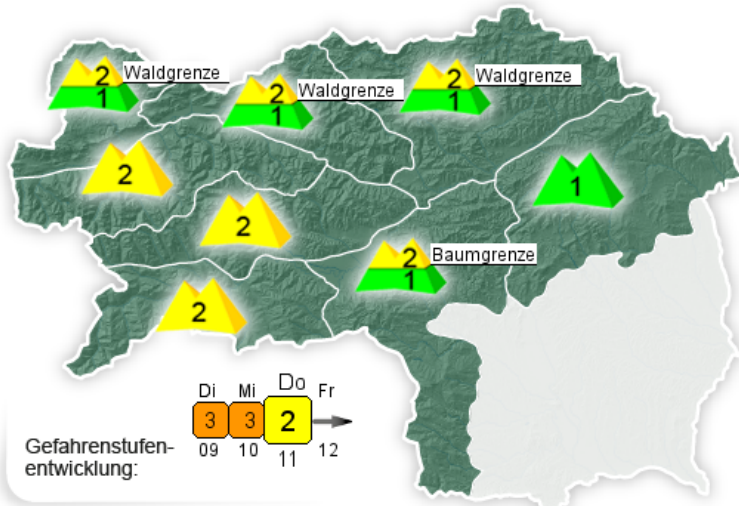 2 Waldgrenze
1
2 Waldgrenze
1
2 Waldgrenze
1
2
1
2
2 Baumgrenze
1
2
Di Mi Do Fr
3 3 2
09 10 11 12
Gefahrenstufen-
entwicklung: